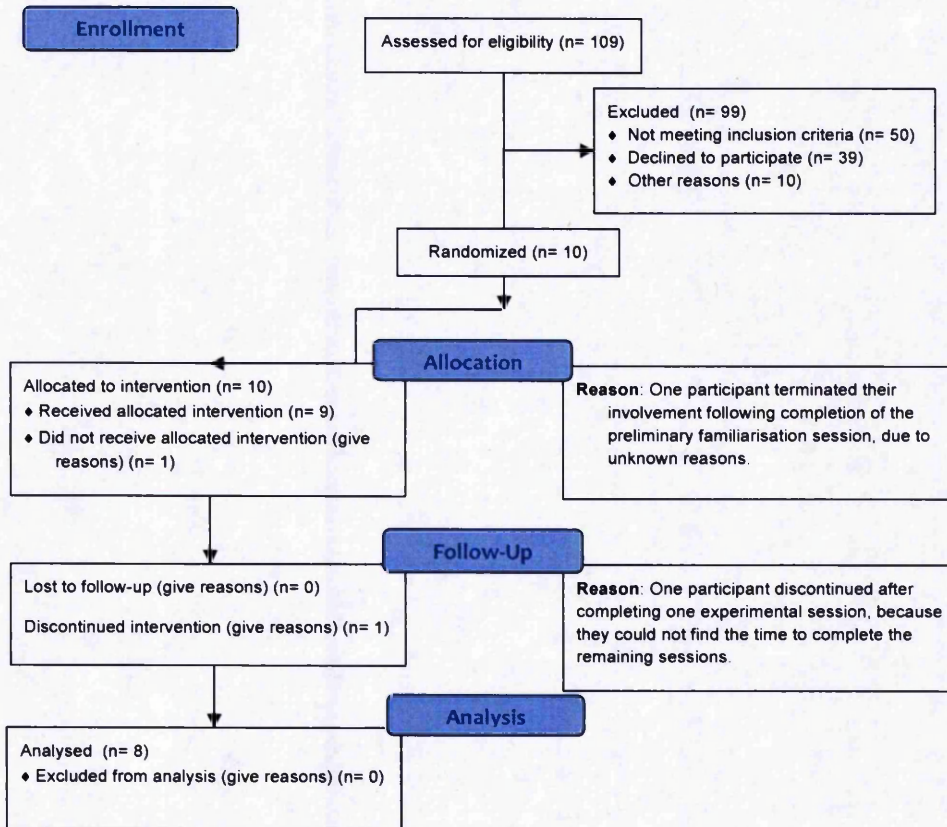 Enrollment
Assessed for eligibility (n= 109)
Excluded (n= 99)
♦ Not meeting inclusion criteria (n= 50)
♦ Declined to participate (n= 39)
♦ Other reasons (n= 10)
Randomized (n= 10)
Allocation
Allocated to intervention (n= 10)
♦ Received allocated intervention (n= 9)
♦ Did not receive allocated intervention (give
reasons) (n= 1)
Reason: One participant terminated their
involvement following completion of the
preliminary familiarisation session, due to
unknown reasons.
Follow-Up
Lost to follow-up (give reasons) (n= 0)
Discontinued intervention (give reasons) (n= 1)
Reason: One participant discontinued after
completing one experimental session, because
they could not find the time to complete the
remaining sessions.
Analysis
Analysed (n= 8)
♦ Excluded from analysis (give reasons) (n= 0)